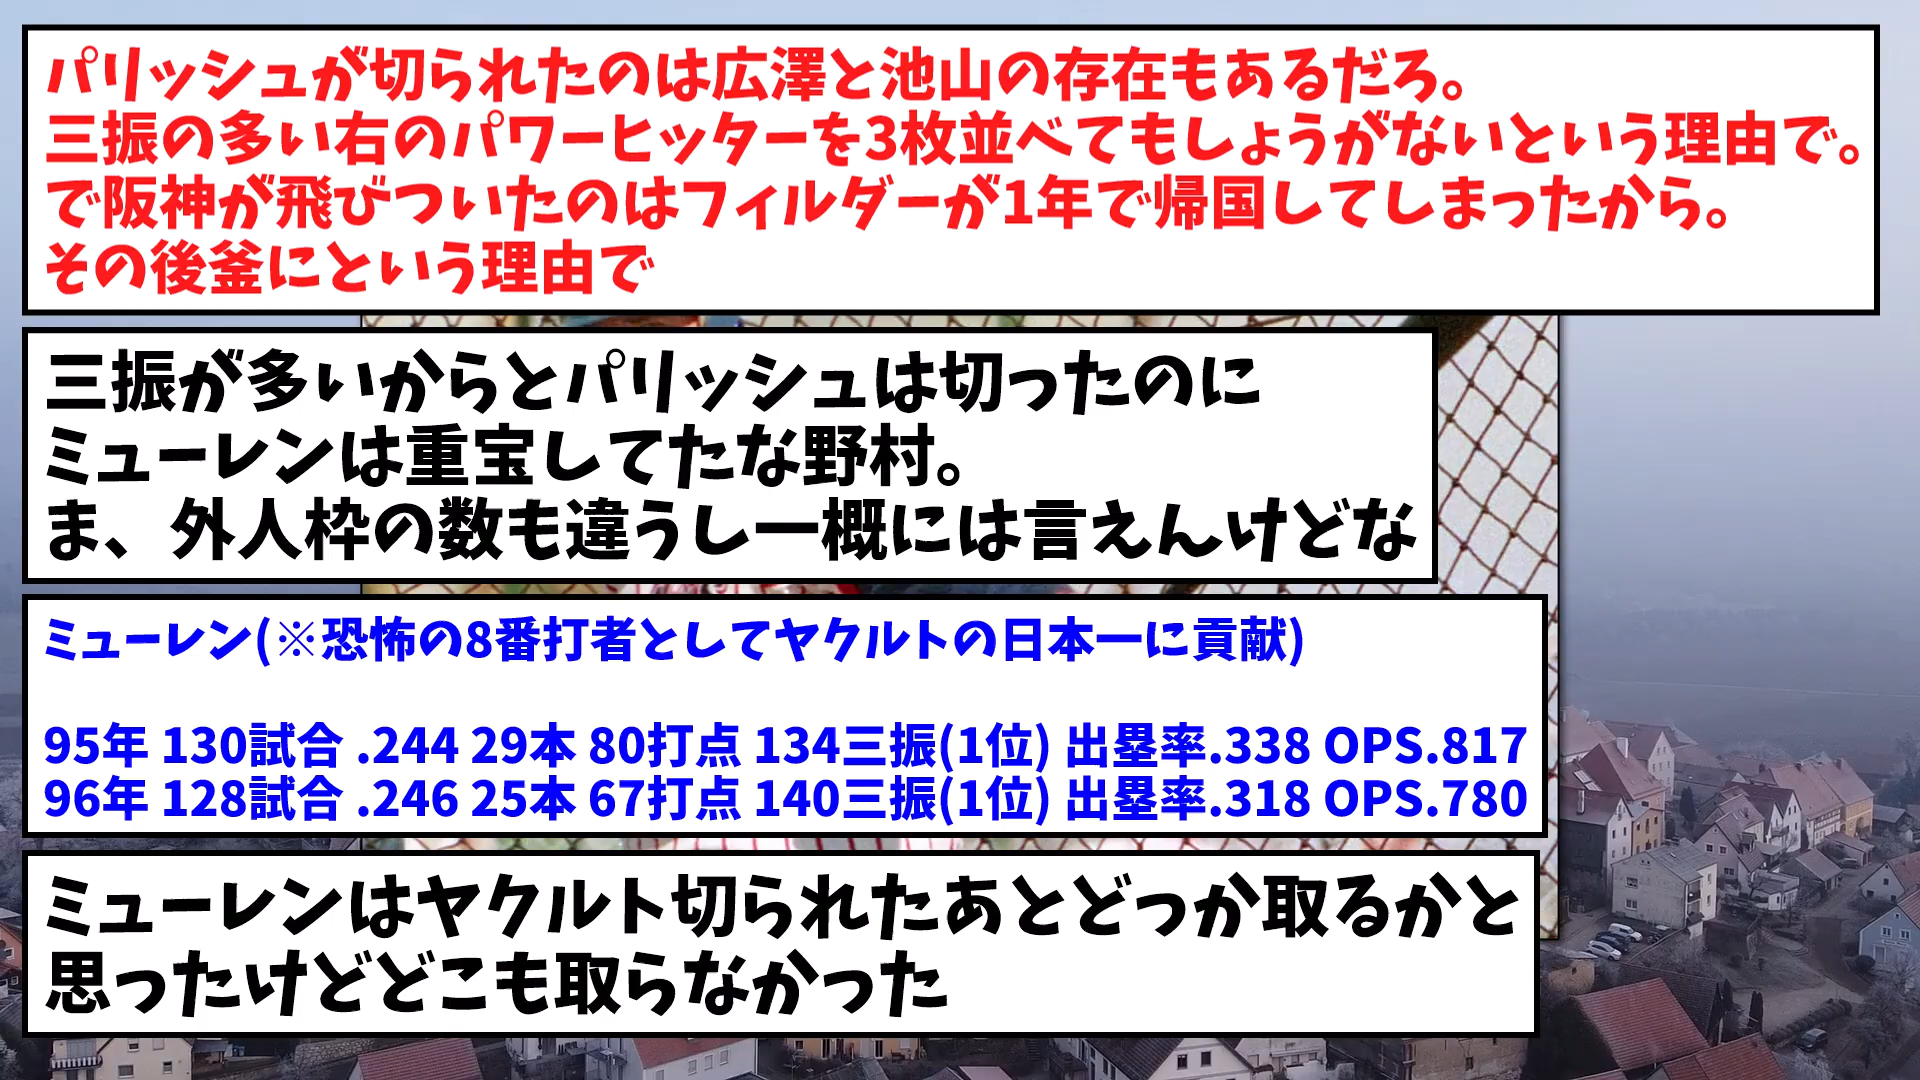 パリッシュが切られたのは広澤と池山の存在もあるだろ。
三振の多い右のパワーヒッターを3枚並べてもしょうがないという理由で。
で阪神が飛びついたのはフィルダーが1年で帰国してしまったから。
その後釜にという理由で
三振が多いからとパリッシュは切ったのに
ミューレンは重宝してたな野村。
ま、外人枠の数も違うし一概には言えんけどな
ミューレン(※恐怖の8番打者としてヤクルトの日本一に貢献)
95年 130試合 .244 29本 80打点 134三振(1位) 出塁率.338 OPS.817
96年 128試合 .246 25本 67打点 140三振(1位) 出塁率.318 OPS.780
ミューレンはヤクルト切られたあとどっか取るかと
思ったけどどこも取らなかった